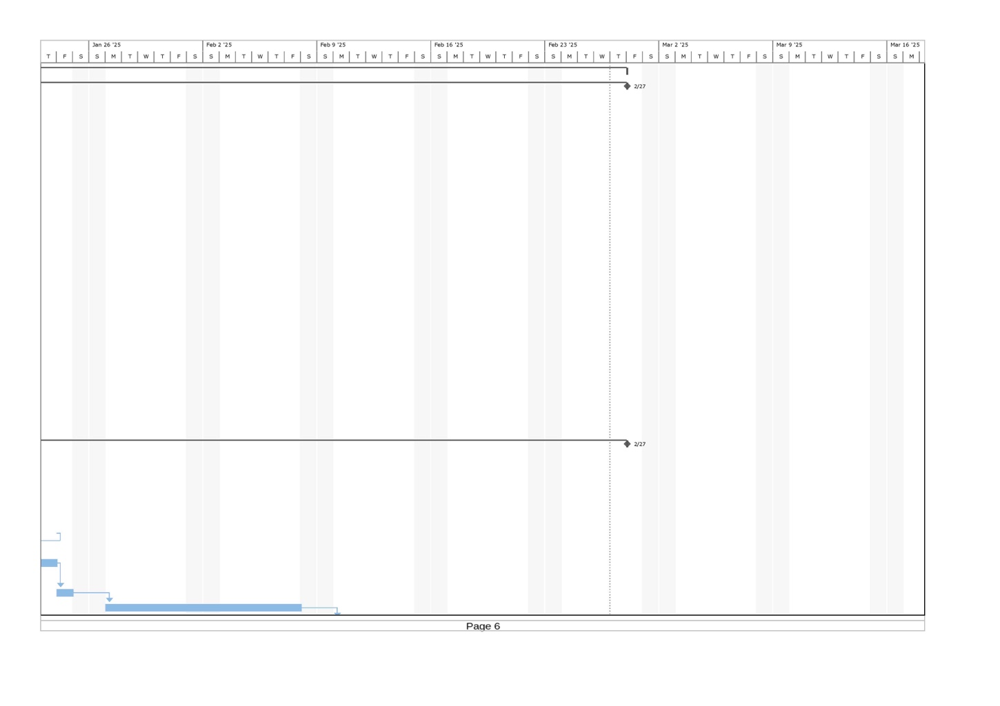 Jan 26 '25 Feb 2 '25 Feb 9 '25 Feb 16 '25 Feb 23 '25 Mar 2 '25 Mar 9 '25 Mar 16 '25
T F S S M T W T F S S M T W T F S S M T W T F S S M T W T F S S M T W T F S S M T W T F S S M T W T F S S M
2/27
2/27
Page 6